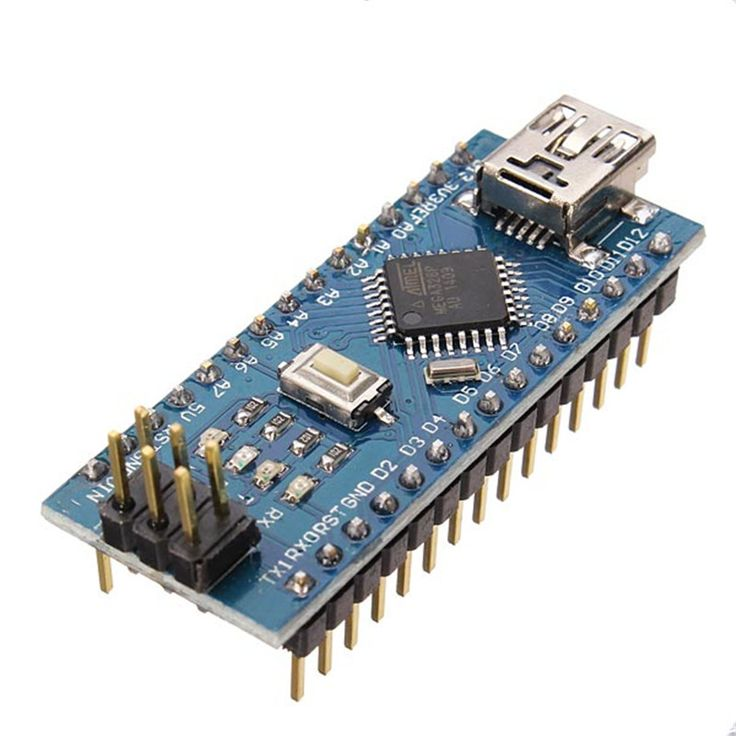 3V3
REF
A0
A1
A2
A3
A4
A5
A6
A7
5V
RST
GND
VIN
ATMEL
MEGA328P
AU 1409
D12
D11
D10
D9
D8
D7
D6
D5
D4
D3
D2
GND
RST
RX0
TX1
RX